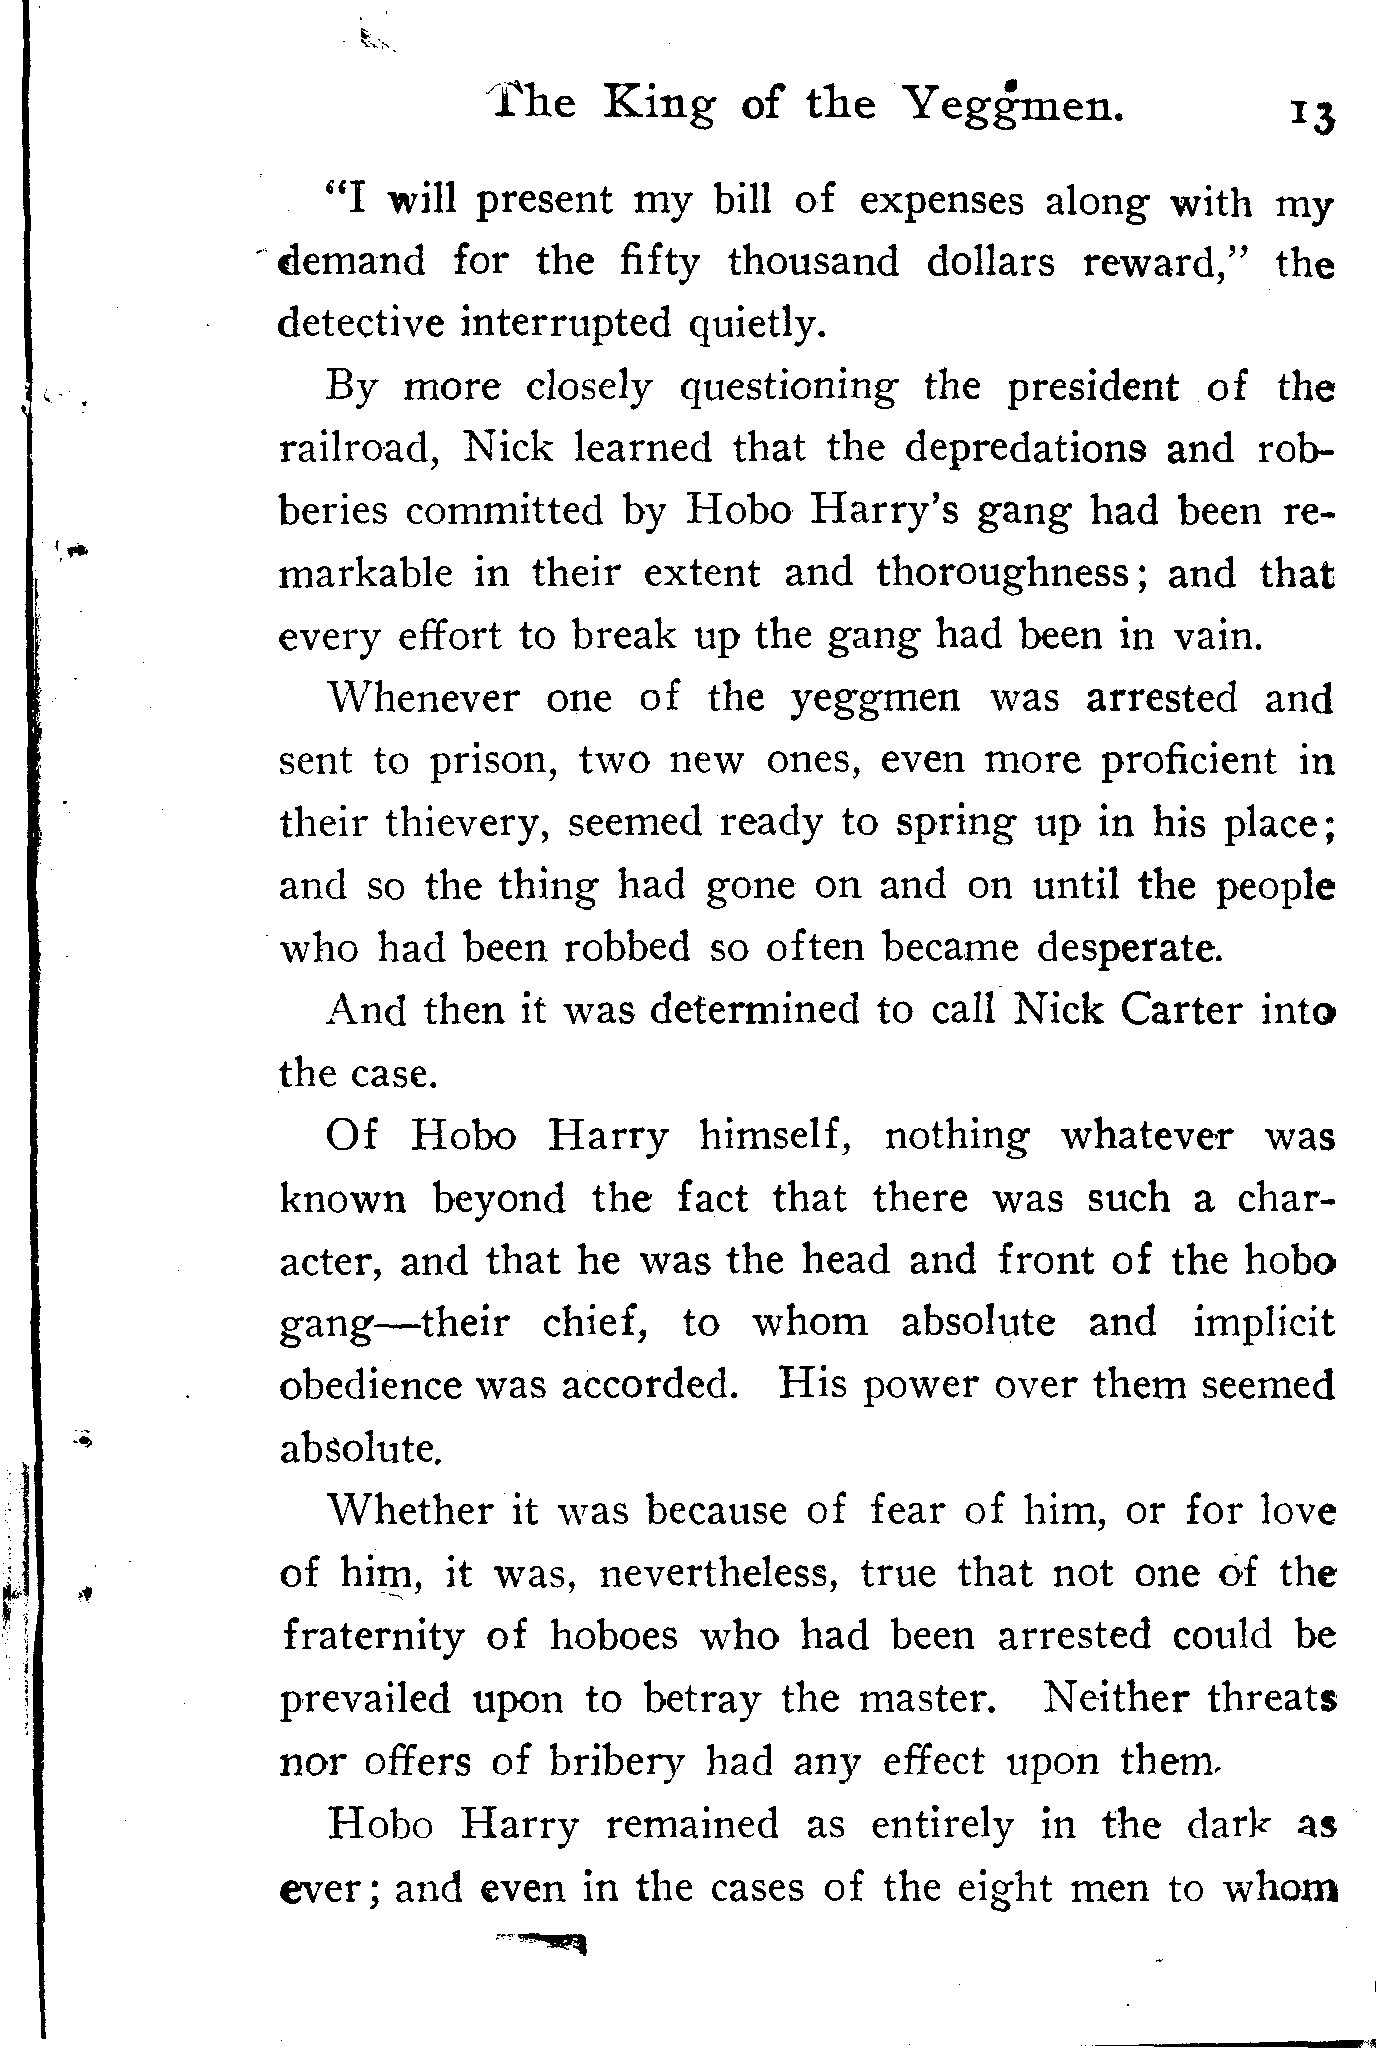 The King of the Yeggmen. 13
“I will present my bill of expenses along with my
demand for the fifty thousand dollars reward,” the
detective interrupted quietly.
By more closely questioning the president of the
railroad, Nick learned that the depredations and rob-
beries committed by Hobo Harry’s gang had been re-
markable in their extent and thoroughness; and that
every effort to break up the gang had been in vain.
Whenever one of the yeggmen was arrested and
sent to prison, two new ones, even more proficient in
their thievery, seemed ready to spring up in his place;
and so the thing had gone on and on until the people
who had been robbed so often became desperate.
And then it was determined to call Nick Carter into
the case.
Of Hobo Harry himself, nothing whatever was
known beyond the fact that there was such a char-
acter, and that he was the head and front of the hobo
gang—their chief, to whom absolute and implicit
obedience was accorded. His power over them seemed
absolute.
Whether it was because of fear of him, or for love
of him, it was, nevertheless, true that not one of the
fraternity of hoboes who had been arrested could be
prevailed upon to betray the master. Neither threats
nor offers of bribery had any effect upon them.
Hobo Harry remained as entirely in the dark as
ever; and even in the cases of the eight men to whom